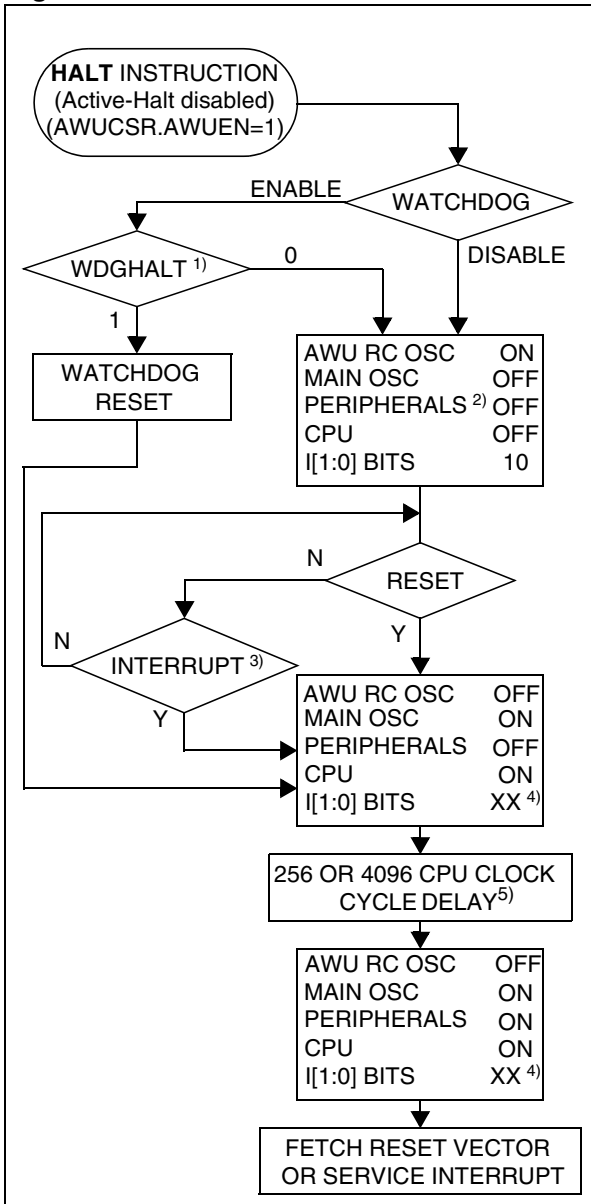 HALT INSTRUCTION
(Active-Halt disabled)
(AWUCSR.AWUEN=1)
WATCHDOG
ENABLE
DISABLE
WDGHALT 1)
0
1
WATCHDOG
RESET
AWU RC OSC ON
MAIN OSC OFF
PERIPHERALS 2) OFF
CPU OFF
I[1:0] BITS 10
RESET
N
Y
INTERRUPT 3)
N
Y
AWU RC OSC OFF
MAIN OSC ON
PERIPHERALS OFF
CPU ON
I[1:0] BITS XX 4)
256 OR 4096 CPU CLOCK
CYCLE DELAY5)
AWU RC OSC OFF
MAIN OSC ON
PERIPHERALS ON
CPU ON
I[1:0] BITS XX 4)
FETCH RESET VECTOR
OR SERVICE INTERRUPT